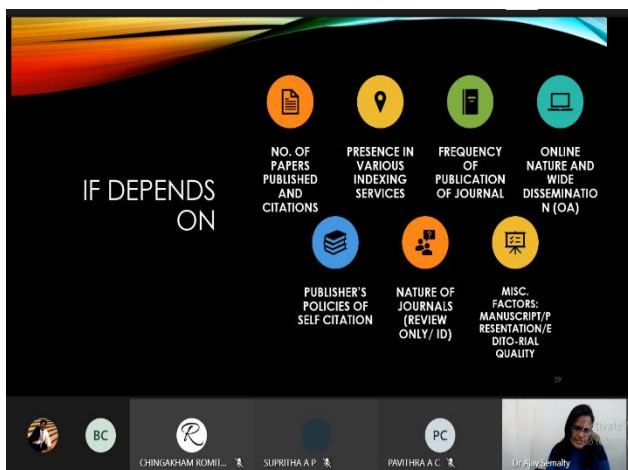 IF DEPENDS
ON
NO. OF
PAPERS
PUBLISHED
AND
CITATIONS
PRESENCE IN
VARIOUS
INDEXING
SERVICES
FREQUENCY
OF
PUBLICATION
OF JOURNAL
ONLINE
NATURE AND
WIDE
DISSEMINATIO
N (OA)
PUBLISHER'S
POLICIES OF
SELF CITATION
NATURE OF
JOURNALS
(REVIEW
ONLY/ ID)
MISC.
FACTORS:
MANUSCRIPT/P
RESENTATION/E
DITO-RIAL
QUALITY
BC
R
CHINGAKHAM ROMIT...
SUPRITHA A P
PC
PAVITHRA A C
Activate
Dr Ajay Semalty